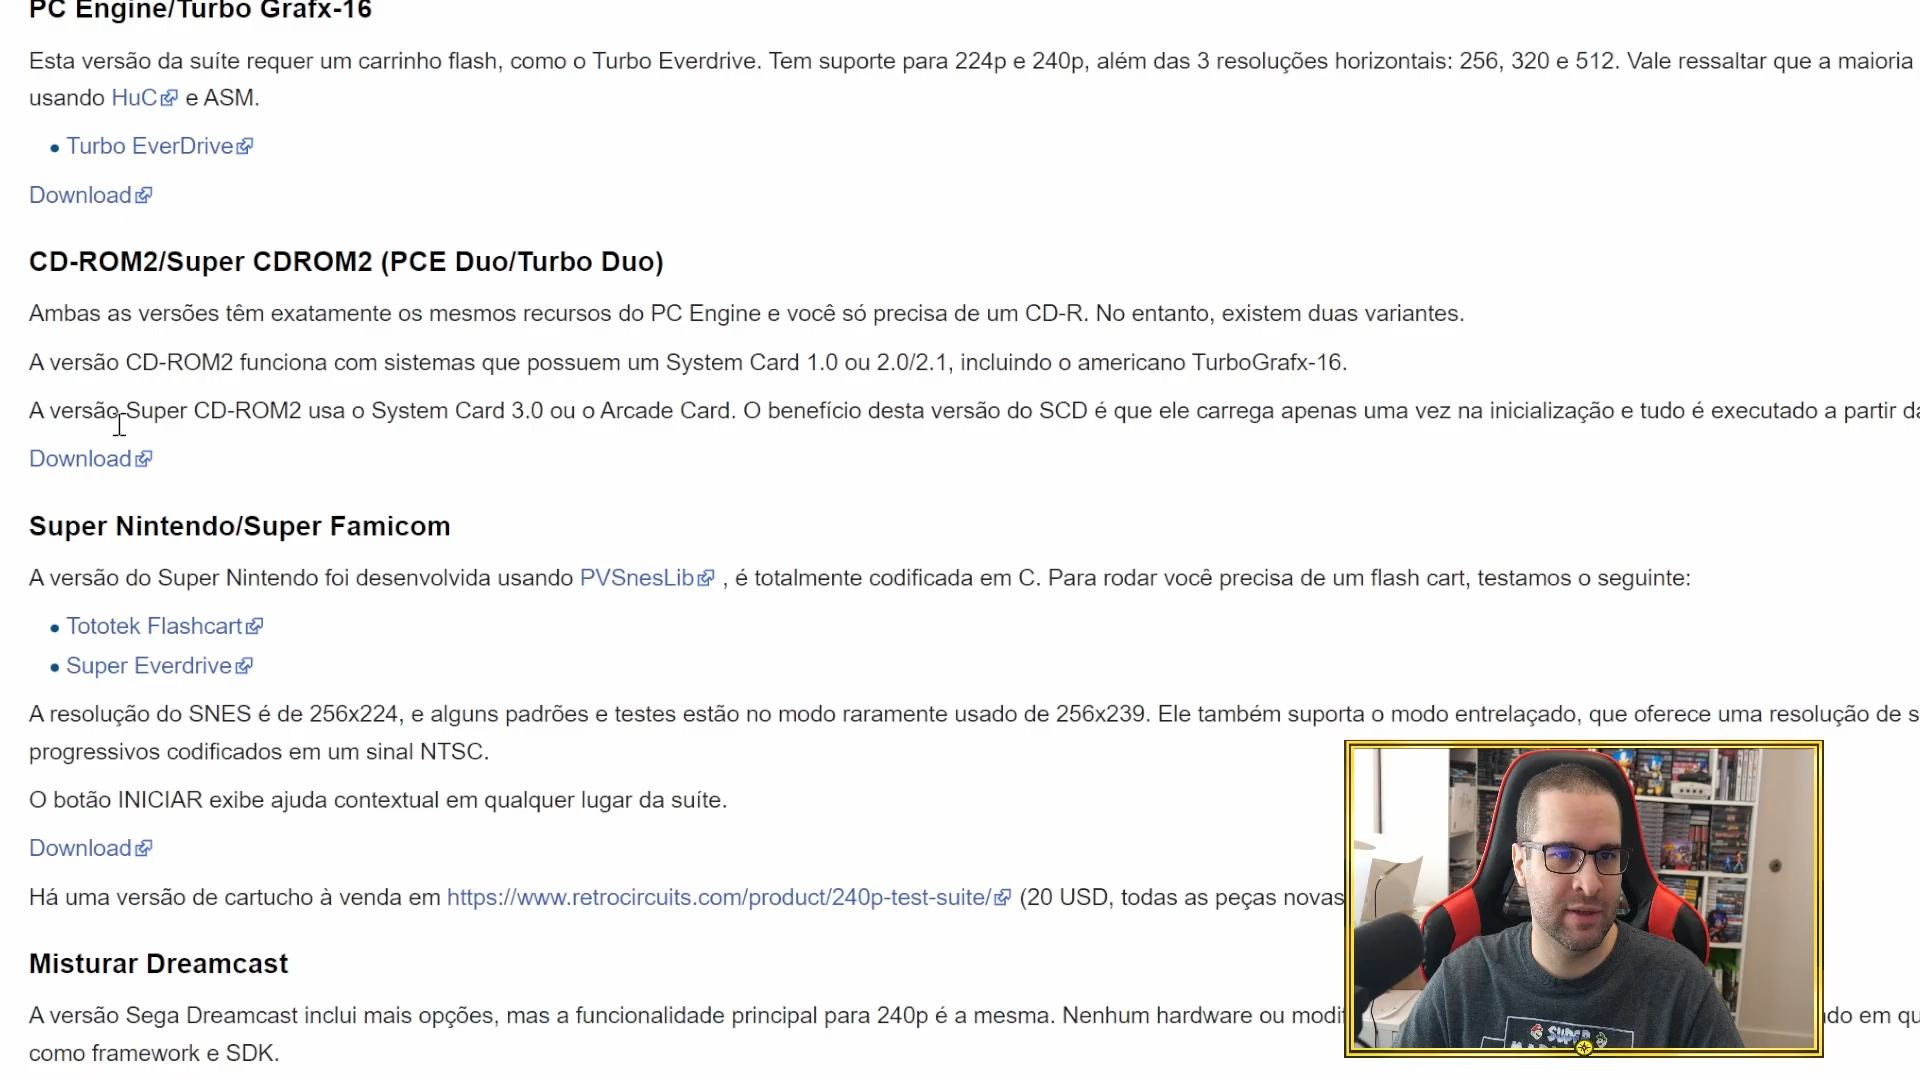 PC Engine/Turbo Grafx-16
Esta versão da suíte requer um carrinho flash, como o Turbo Everdrive. Tem suporte para 224p e 240p, além das 3 resoluções horizontais: 256, 320 e 512. Vale ressaltar que a maioria
usando HuC e ASM.
Turbo EverDrive
Download
CD-ROM2/Super CDROM2 (PCE Duo/Turbo Duo)
Ambas as versões têm exatamente os mesmos recursos do PC Engine e você só precisa de um CD-R. No entanto, existem duas variantes.
A versão CD-ROM2 funciona com sistemas que possuem um System Card 1.0 ou 2.0/2.1, incluindo o americano TurboGrafx-16.
A versão Super CD-ROM2 usa o System Card 3.0 ou o Arcade Card. O benefício desta versão do SCD é que ele carrega apenas uma vez na inicialização e tudo é executado a partir
Download
Super Nintendo/Super Famicom
A versão do Super Nintendo foi desenvolvida usando PVSnesLib , é totalmente codificada em C. Para rodar você precisa de um flash cart, testamos o seguinte:
Tototek Flashcart
Super Everdrive
A resolução do SNES é de 256x224, e alguns padrões e testes estão no modo raramente usado de 256x239. Ele também suporta o modo entrelaçado, que oferece uma resolução de
progressivos codificados em um sinal NTSC.
O botão INICIAR exibe ajuda contextual em qualquer lugar da suíte.
Download
Há uma versão de cartucho à venda em https://www.retrocircuits.com/product/240p-test-suite/ (20 USD, todas as peças novas
Misturar Dreamcast
A versão Sega Dreamcast inclui mais opções, mas a funcionalidade principal para 240p é a mesma. Nenhum hardware ou em
como framework e SDK.
SUPER